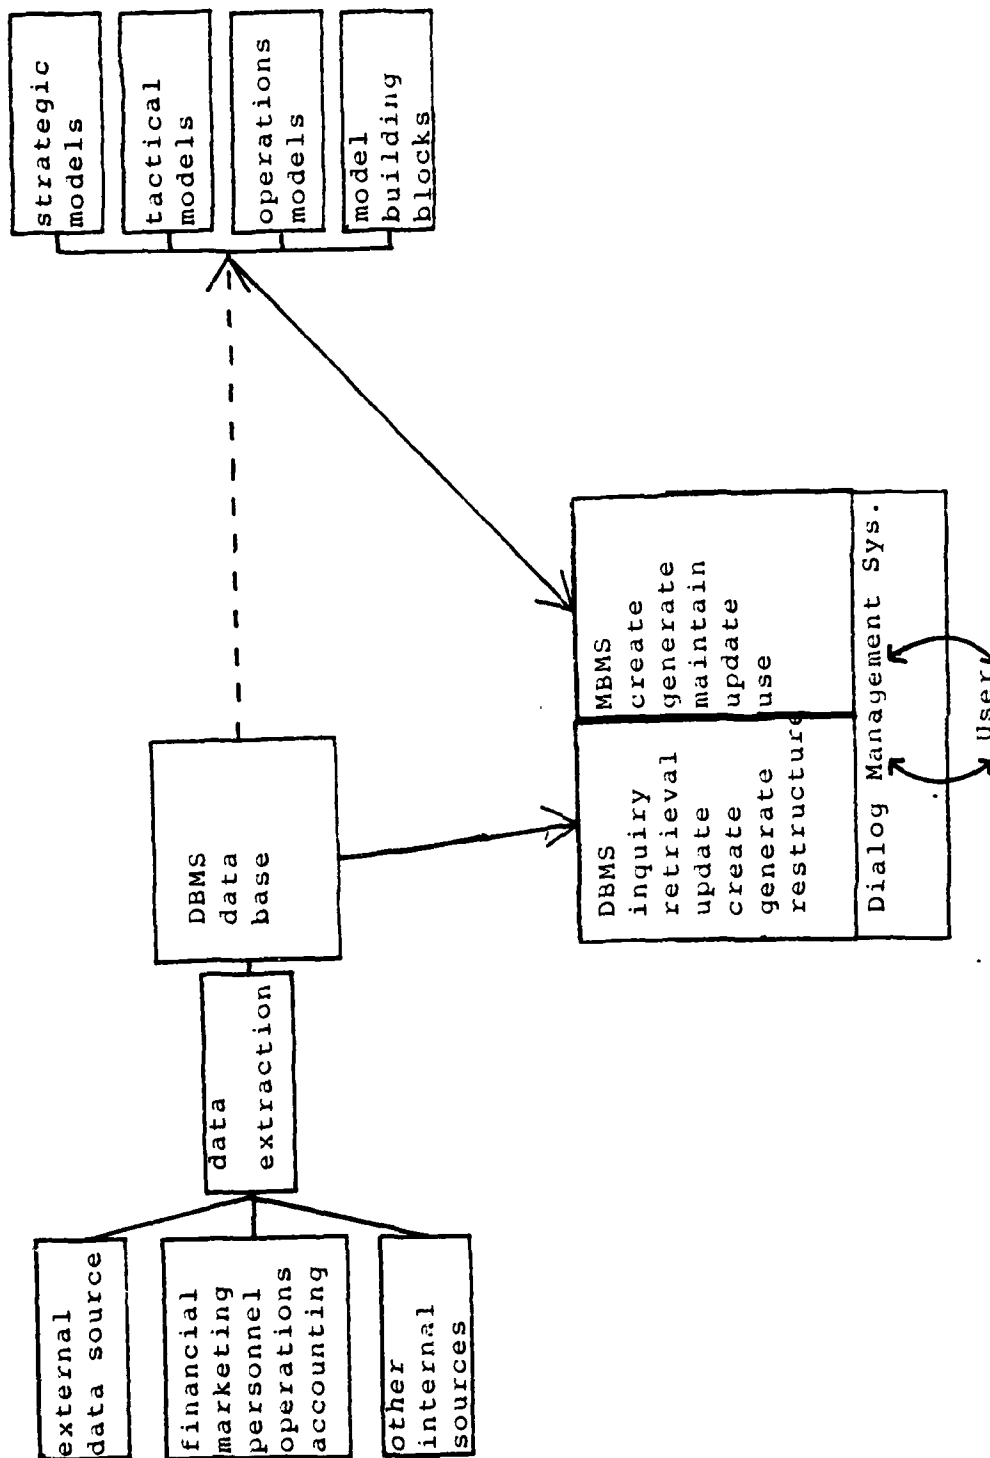 external
data source
financial
marketing
personnel
operations
accounting
other
internal
sources
data
extraction
DBMS
data
base
strategic
models
tactical
models
operations
models
model
building
blocks
DBMS
inquiry
retrieval
update
create
generate
restructure
MBMS
create
generate
maintain
update
use
Dialog Management Sys.
User